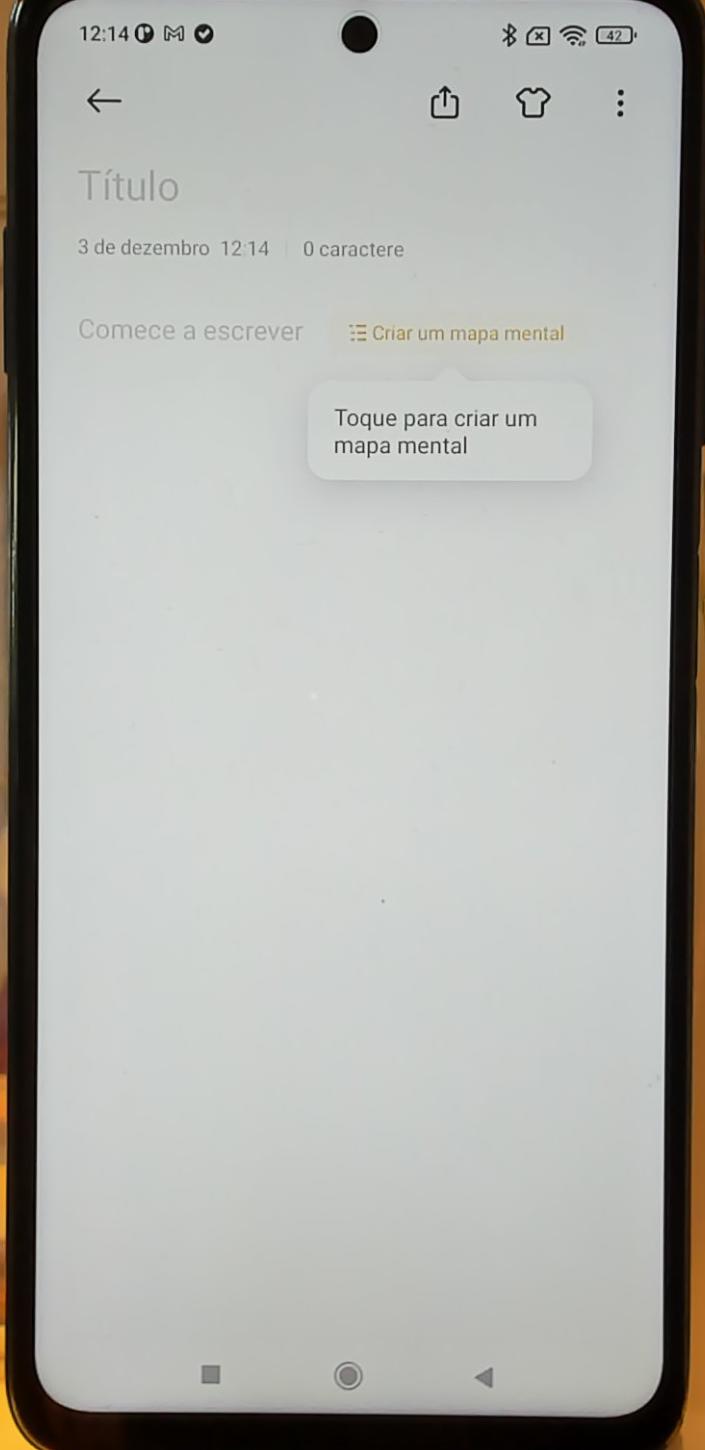 12:14 42
Título
3 de dezembro 12:14 0 caractere
Comece a escrever Criar um mapa mental
Toque para criar um
mapa mental